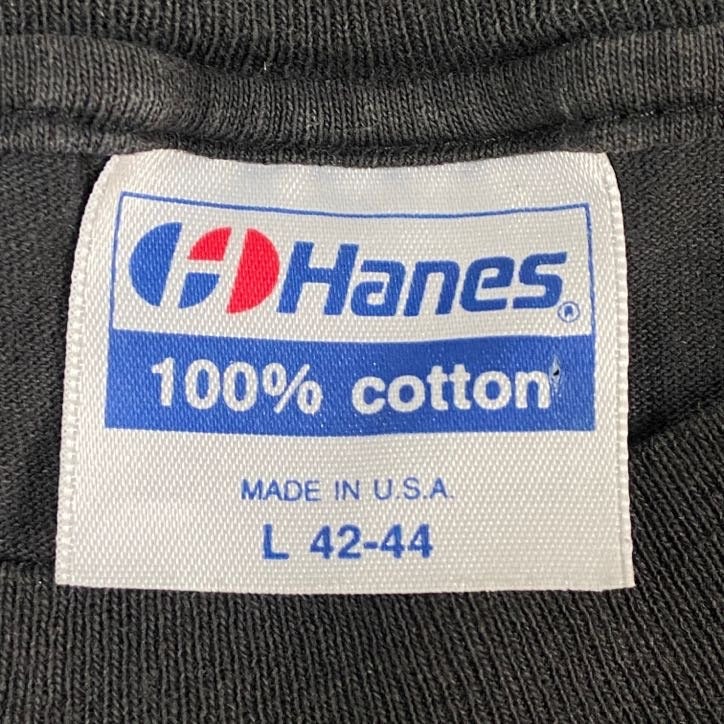 Hanes®
100% cotton
MADE IN U.S.A.
L 42-44